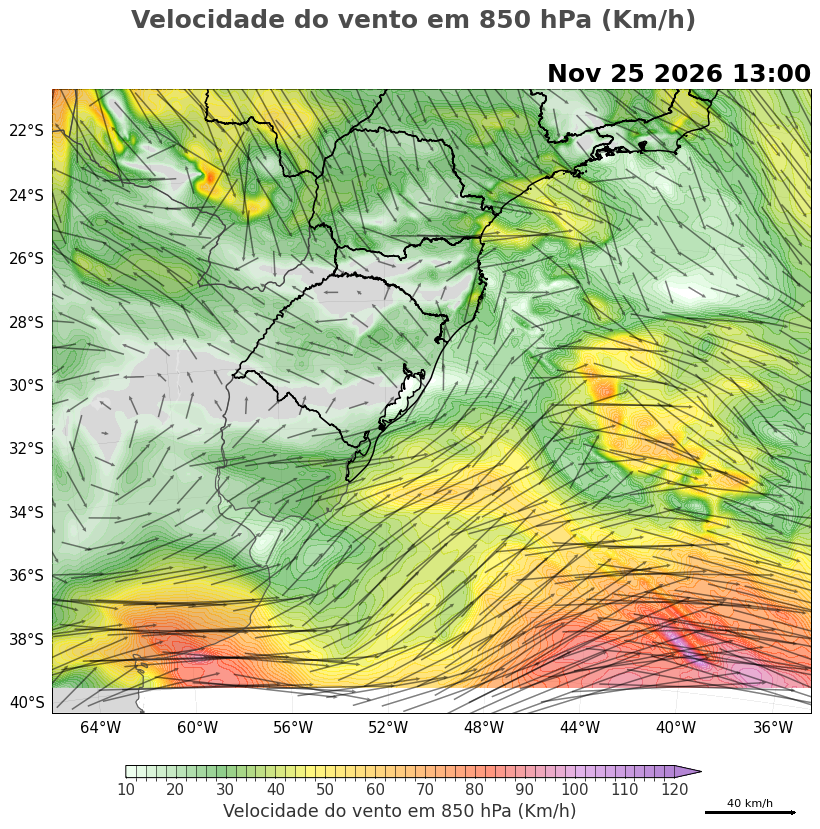 Velocidade do vento em 850 hPa (Km/h)
Nov 25 2026 13:00
22°S
24°S
26°S
28°S
30°S
32°S
34°S
36°S
38°S
40°S
64°W 60°W 56°W 52°W 48°W 44°W 40°W 36°W
10 20 30 40 50 60 70 80 90 100 110 120
Velocidade do vento em 850 hPa (Km/h)
40 km/h